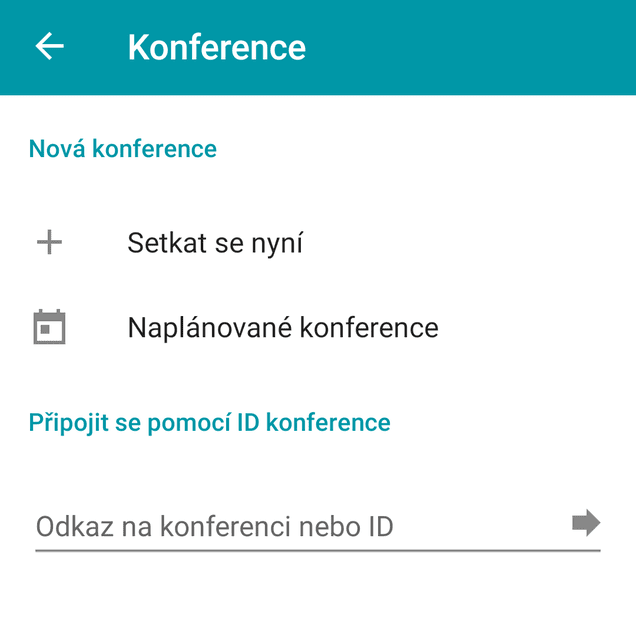 Konference
Nová konference
Setkat se nyní
Naplánované konference
Připojit se pomocí ID konference
Odkaz na konferenci nebo ID